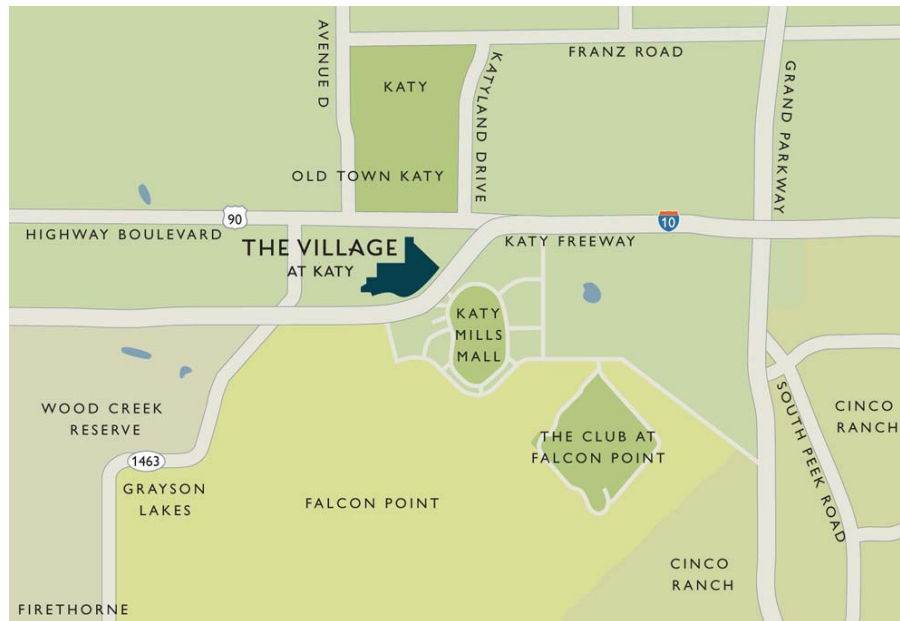 AVENUE D
FRANZ ROAD
KATY
KATYLAND DRIVE
GRAND PARKWAY
OLD TOWN KATY
90
10
HIGHWAY BOULEVARD
THE VILLAGE
AT KATY
KATY FREEWAY
KATY
MILLS
MALL
WOOD CREEK
RESERVE
SOUTH PEEK ROAD
CINCO
RANCH
THE CLUB AT
FALCON POINT
1463
GRAYSON
LAKES
FALCON POINT
CINCO
RANCH
FIRETHORNE